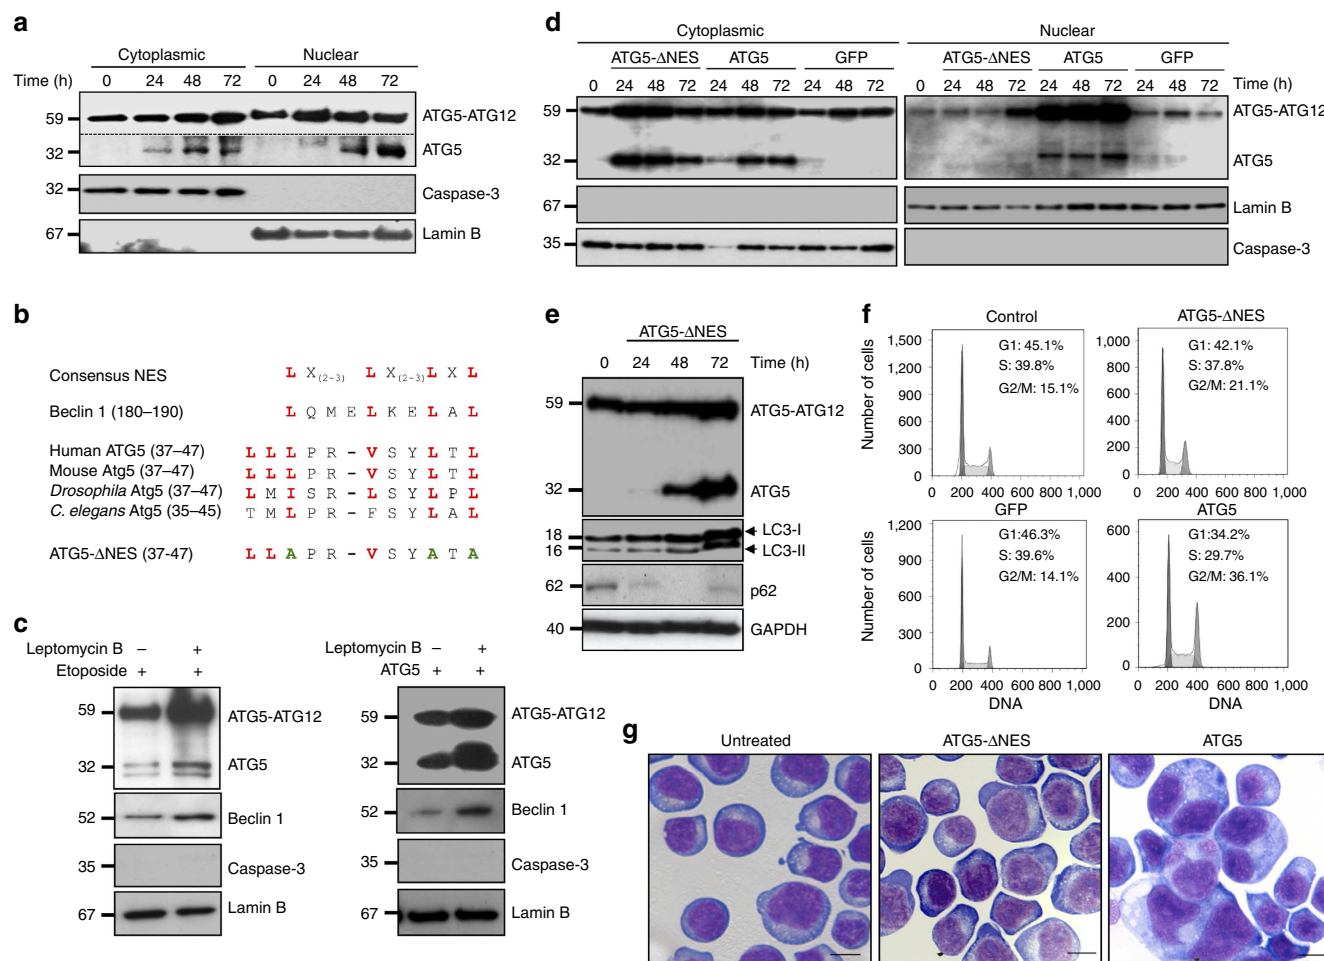 a
Cytoplasmic Nuclear
Time (h) 0 24 48 72 0 24 48 72
59 ATG5-ATG12
32 ATG5
32 Caspase-3
67 Lamin B
b
Consensus NES L X(2–3) L X(2–3) L X L
Beclin 1 (180–190) L Q M E L K E L A L
Human ATG5 (37–47) L L L P R – V S Y L T L
Mouse Atg5 (37–47) L L L P R – V S Y L T L
Drosophila Atg5 (37–47) L M I S R – L S Y L P L
C. elegans Atg5 (35–45) T M L P R – F S Y L A L
ATG5-ΔNES (37-47) L L A P R – V S Y A T A
c
Leptomycin B – +
Etoposide + +
59 ATG5-ATG12
32 ATG5
52 Beclin 1
35 Caspase-3
67 Lamin B
Leptomycin B – +
ATG5 + +
59 ATG5-ATG12
32 ATG5
52 Beclin 1
35 Caspase-3
67 Lamin B
d
Cytoplasmic Nuclear
ATG5-ΔNES ATG5 GFP ATG5-ΔNES ATG5 GFP
0 24 48 72 24 48 72 24 48 72 0 24 48 72 24 48 72 24 48 72 Time (h)
59 ATG5-ATG12
32 ATG5
67 Lamin B
35 Caspase-3
e
ATG5-ΔNES
0 24 48 72 Time (h)
59 ATG5-ATG12
32 ATG5
18 LC3-I
16 LC3-II
62 p62
40 GAPDH
f
Control
Number of cells
1,500
1,200
900
600
300
0
G1: 45.1%
S: 39.8%
G2/M: 15.1%
0 200 400 600 800 1,000
ATG5-ΔNES
1,000
800
600
400
200
0
G1: 42.1%
S: 37.8%
G2/M: 21.1%
0 200 400 600 800 1,000
GFP
Number of cells
1,200
900
600
300
0
G1:46.3%
S: 39.6%
G2/M: 14.1%
0 200 400 600 800 1,000
DNA
ATG5
600
400
200
0
G1:34.2%
S: 29.7%
G2/M: 36.1%
0 200 400 600 800 1,000
DNA
g
Untreated ATG5-ΔNES ATG5